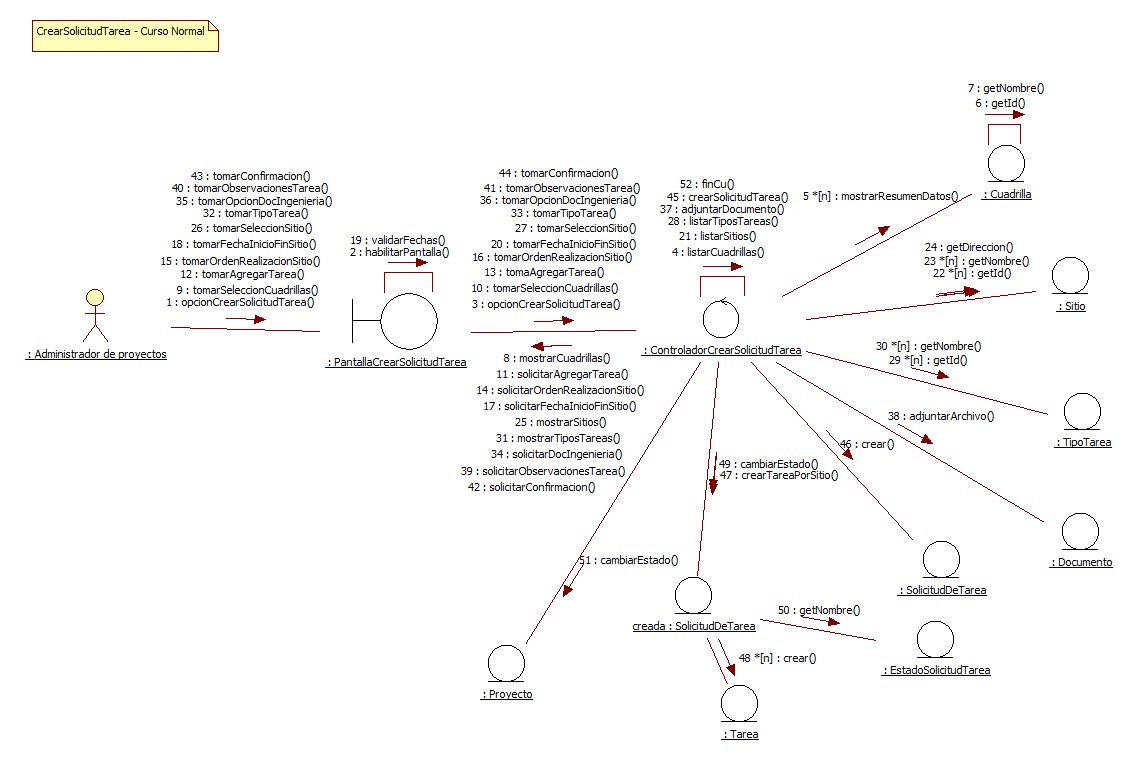 CrearSolicitudTarea - Curso Normal
7 : getNombre()
6 : getId()
: Cuadrilla
5 *[n] : mostrarResumenDatos()
43 : tomarConfirmacion()
40 : tomarObservacionesTarea()
35 : tomarOpcionDocIngenieria()
32 : tomarTipoTarea()
26 : tomarSeleccionSitio()
18 : tomarFechaInicioFinSitio()
15 : tomarOrdenRealizacionSitio()
12 : tomarAgregarTarea()
9 : tomarSeleccionCuadrillas()
1 : opcionCrearSolicitudTarea()
19 : validarFechas()
2 : habilitarPantalla()
44 : tomarConfirmacion()
41 : tomarObservacionesTarea()
36 : tomarOpcionDocIngenieria()
33 : tomarTipoTarea()
27 : tomarSeleccionSitio()
20 : tomarFechaInicioFinSitio()
16 : tomarOrdenRealizacionSitio()
13 : tomaAgregarTarea()
10 : tomarSeleccionCuadrillas()
3 : opcionCrearSolicitudTarea()
52 : finCu()
45 : crearSolicitudTarea()
37 : adjuntarDocumento()
28 : listarTiposTareas()
21 : listarSitios()
4 : listarCuadrillas()
24 : getDireccion()
23 *[n] : getNombre()
22 *[n] : getId()
: Sitio
: Administrador de proyectos
: PantallaCrearSolicitudTarea
: ControladorCrearSolicitudTarea
8 : mostrarCuadrillas()
11 : solicitarAgregarTarea()
14 : solicitarOrdenRealizacionSitio()
17 : solicitarFechaInicioFinSitio()
25 : mostrarSitios()
31 : mostrarTiposTareas()
34 : solicitarDocIngenieria()
39 : solicitarObservacionesTarea()
42 : solicitarConfirmacion()
30 *[n] : getNombre()
29 *[n] : getId()
: TipoTarea
38 : adjuntarArchivo()
46 : crear()
49 : cambiarEstado()
47 : crearTareaPorSitio()
: Documento
51 : cambiarEstado()
: SolicitudDeTarea
50 : getNombre()
creada : SolicitudDeTarea
: EstadoSolicitudTarea
48 *[n] : crear()
: Proyecto
: Tarea